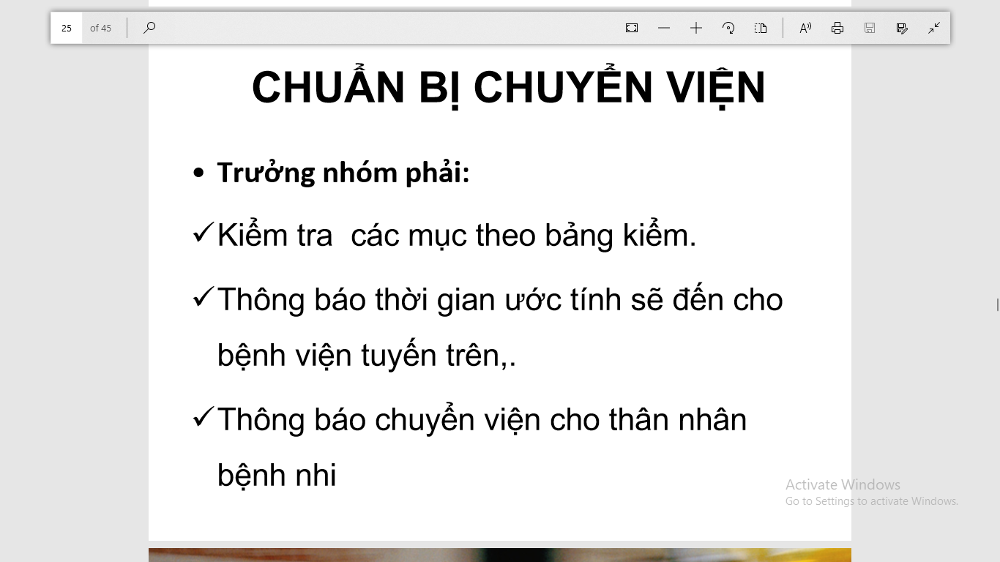 25 of 45
CHUẨN BỊ CHUYỂN VIỆN
• Trưởng nhóm phải:
✓Kiểm tra  các mục theo bảng kiểm.
✓Thông báo thời gian ước tính sẽ đến cho
bệnh viện tuyến trên,.
✓Thông báo chuyển viện cho thân nhân
bệnh nhi
Activate Windows
Go to Settings to activate Windows.